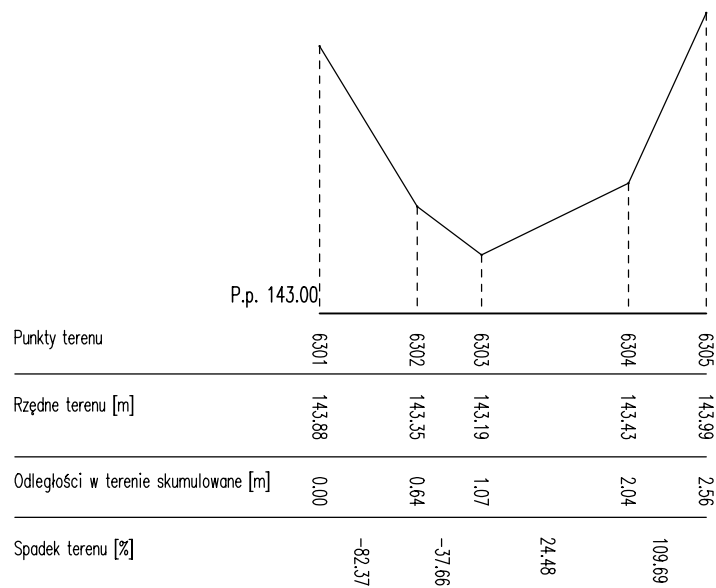 P.p. 143.00
Punkty terenu 6301 6302 6303 6304 6305
Rzędne terenu [m] 143.88 143.35 143.19 143.43 143.99
Odległości w terenie skumulowane [m] 0.00 0.64 1.07 2.04 2.56
Spadek terenu [%] -82.37 -37.66 24.48 109.69